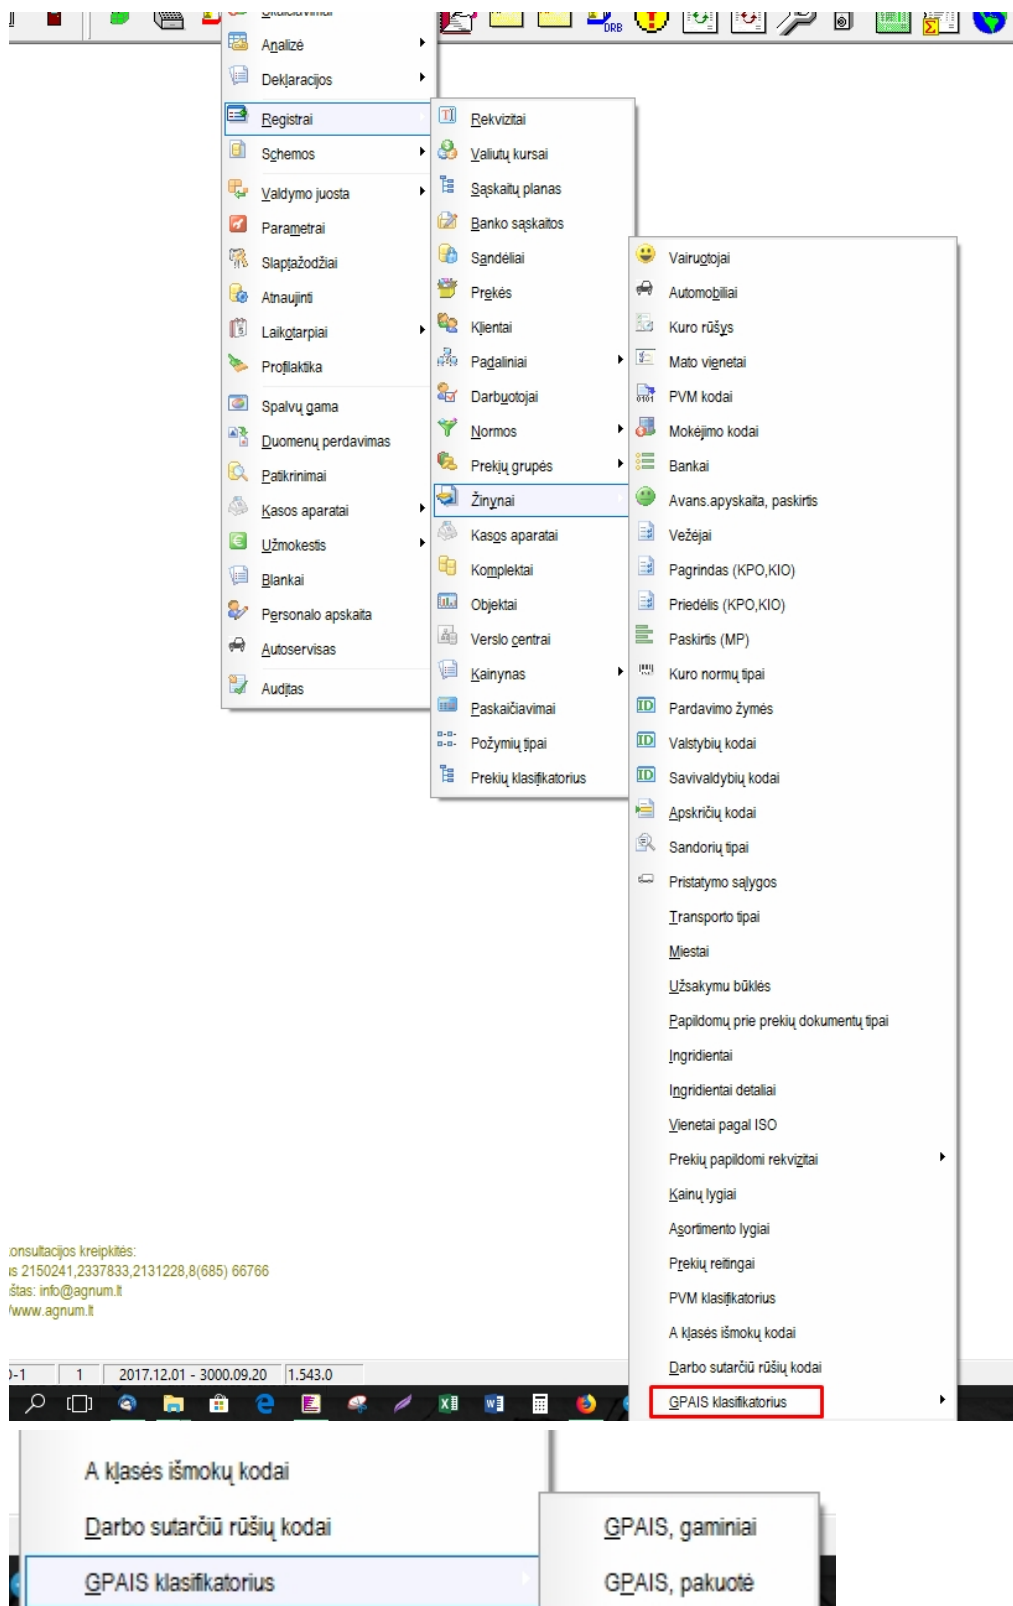 DRB
Analizė
Deklaracijos
Registrai
Schemos
Valdymo juosta
Parametrai
Slaptažodžiai
Atnaujinti
Laikotarpiai
Profilaktika
Spalvų gama
Duomenų perdavimas
Patikrinimai
Kasos aparatai
Užmokestis
Blankai
Personalo apskaita
Autoservisas
Auditas
Rekvizitai
Valiutų kursai
Sąskaitų planas
Banko sąskaitos
Sandėliai
Prekės
Klientai
Padaliniai
Darbuotojai
Normos
Prekių grupės
Žinynai
Kasos aparatai
Komplektai
Objektai
Verslo centrai
Kainynas
Paskaičiavimai
Požymių tipai
Prekių klasifikatorius
Vairuotojai
Automobiliai
Kuro rūšys
Mato vienetai
PVM kodai
Mokėjimo kodai
Bankai
Avans.apyskaita, paskirtis
Vežėjai
Pagrindas (KPO,KIO)
Priedėlis (KPO,KIO)
Paskirtis (MP)
Kuro normų tipai
Pardavimo žymės
Valstybių kodai
Savivaldybių kodai
Apskričių kodai
Sandorių tipai
Pristatymo sąlygos
Transporto tipai
Miestai
Užsakymu būklės
Papildomų prie prekių dokumentų tipai
Ingridientai
Ingridientai detaliai
Vienetai pagal ISO
Prekių papildomi rekvizitai
Kainų lygiai
Asortimento lygiai
Prekių reitingai
PVM klasifikatorius
A klasės išmokų kodai
Darbo sutarčiū rūšių kodai
GPAIS klasifikatorius
onsultacijos kreipkitės:
us 2150241,2337833,2131228,8(685) 66766
štas: info@agnum.lt
/www.agnum.lt
-1 1 2017.12.01 - 3000.09.20 1.543.0
A klasės išmokų kodai
Darbo sutarčiū rūšių kodai
GPAIS klasifikatorius
GPAIS, gaminiai
GPAIS, pakuotė